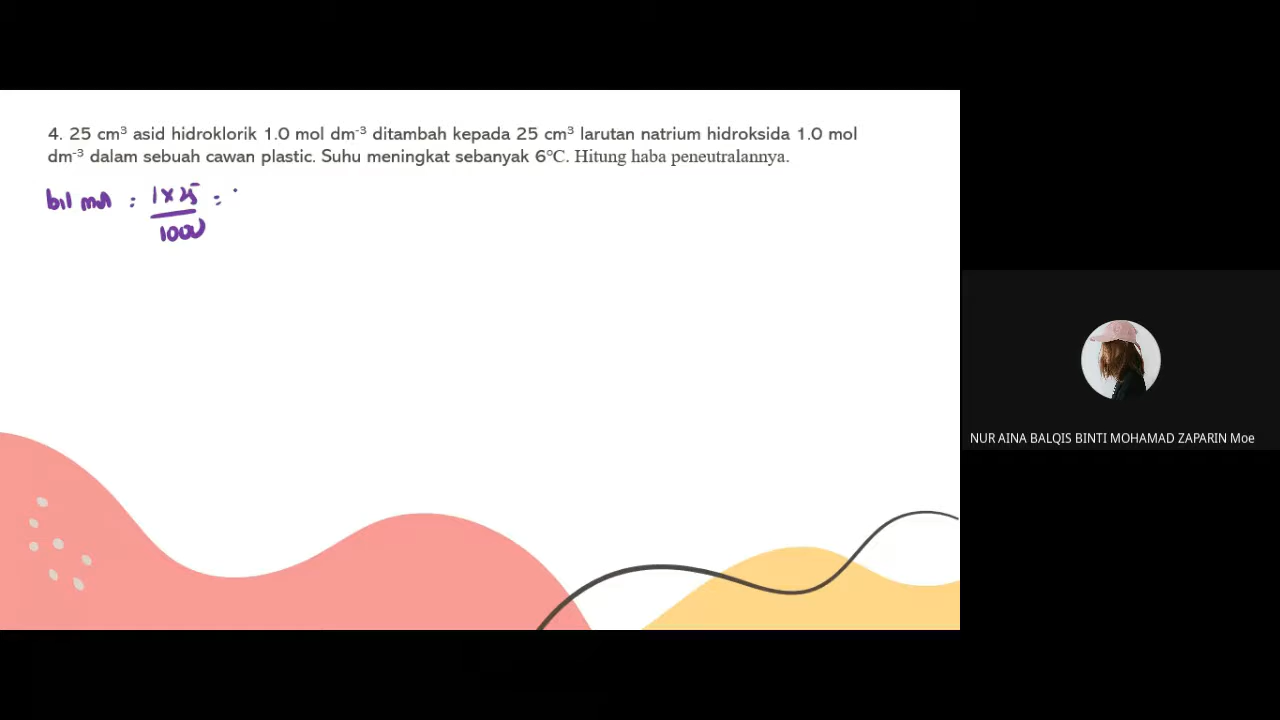 4. 25 cm³ asid hidroklorik 1.0 mol dm⁻³ ditambah kepada 25 cm³ larutan natrium hidroksida 1.0 mol
dm⁻³ dalam sebuah cawan plastic. Suhu meningkat sebanyak 6°C. Hitung haba peneutralannya.
bil mol : 1 x 25 =
1000
NUR AINA BALQIS BINTI MOHAMAD ZAPARIN Moe